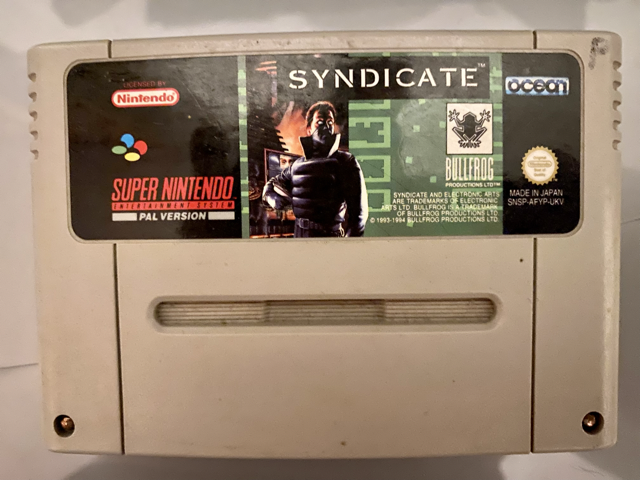 LICENSED BY
Nintendo
SUPER NINTENDO
ENTERTAINMENT SYSTEM
PAL VERSION
SYNDICATE™
BULLFROG
PRODUCTIONS LTD™
SYNDICATE AND ELECTRONIC ARTS
ARE TRADEMARKS OF ELECTRONIC
ARTS LTD. BULLFROG IS A TRADEMARK
OF BULLFROG PRODUCTIONS LTD.
© 1993-1994 BULLFROG PRODUCTIONS LTD.
ocean
MADE IN JAPAN
SNSP-AFYP-UKV